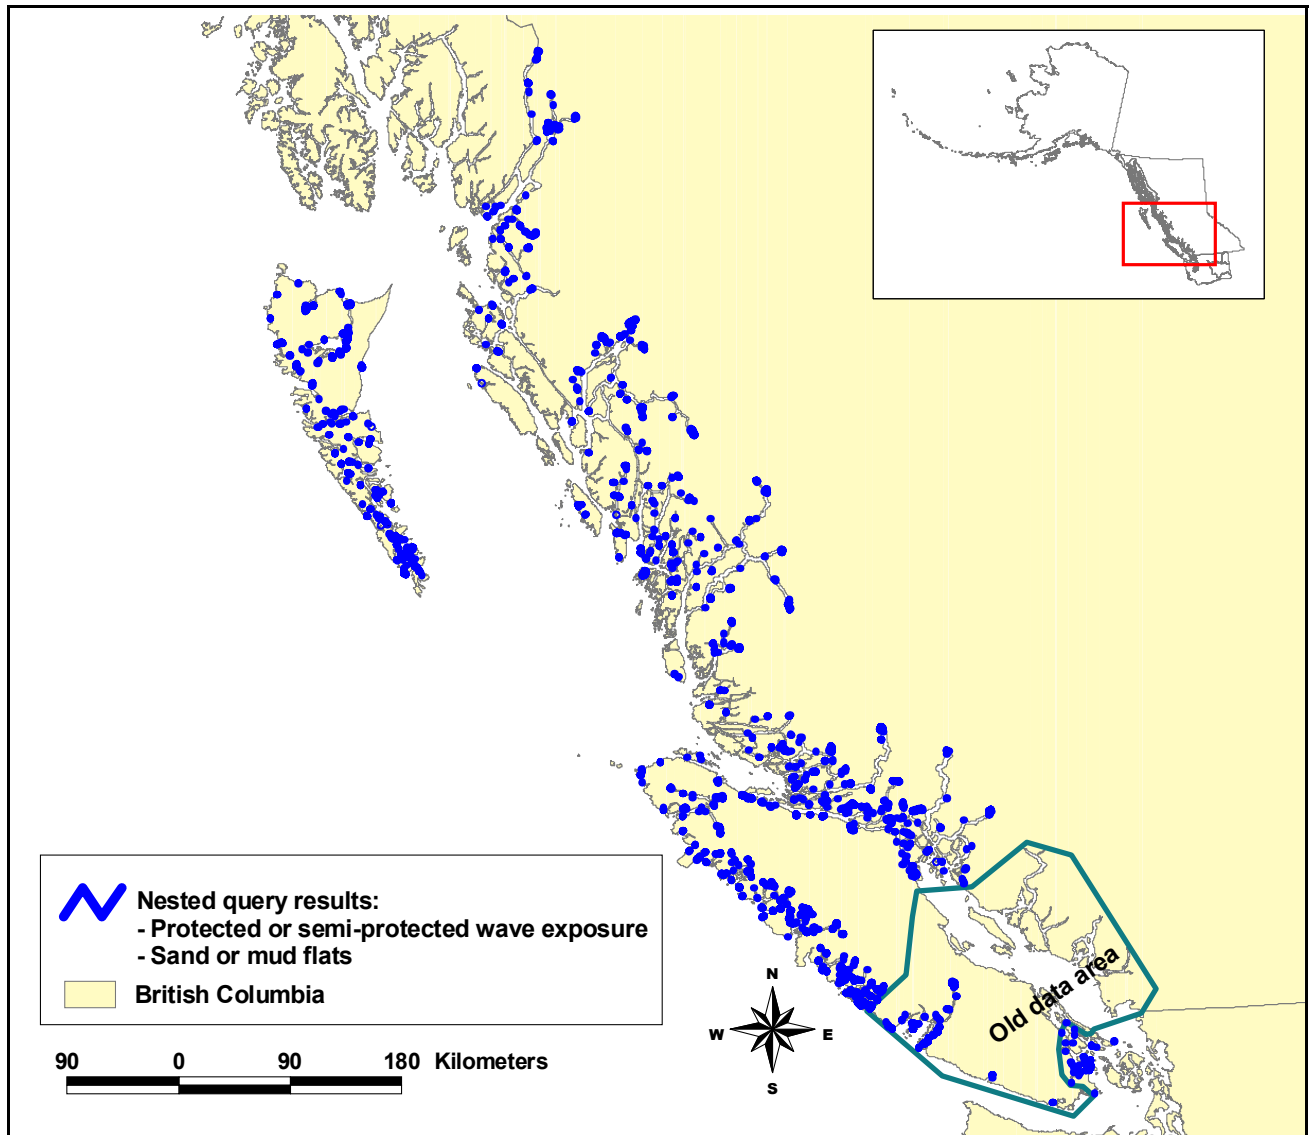 Nested query results:
- Protected or semi-protected wave exposure
- Sand or mud flats
British Columbia
90 0 90 180 Kilometers
N
W E
S
Old data area